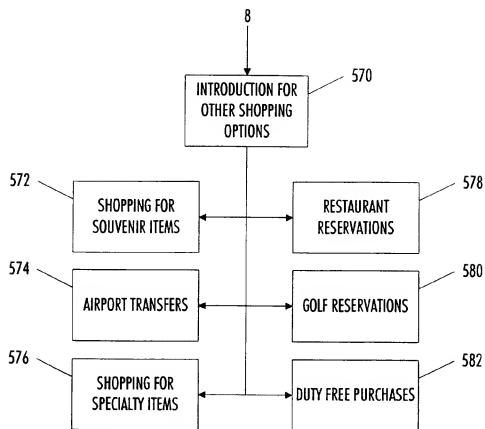 8
INTRODUCTION FOR
OTHER SHOPPING
OPTIONS
570
572
SHOPPING FOR
SOUVENIR ITEMS
RESTAURANT
RESERVATIONS
578
574
AIRPORT TRANSFERS
GOLF RESERVATIONS
580
576
SHOPPING FOR
SPECIALTY ITEMS
DUTY FREE PURCHASES
582